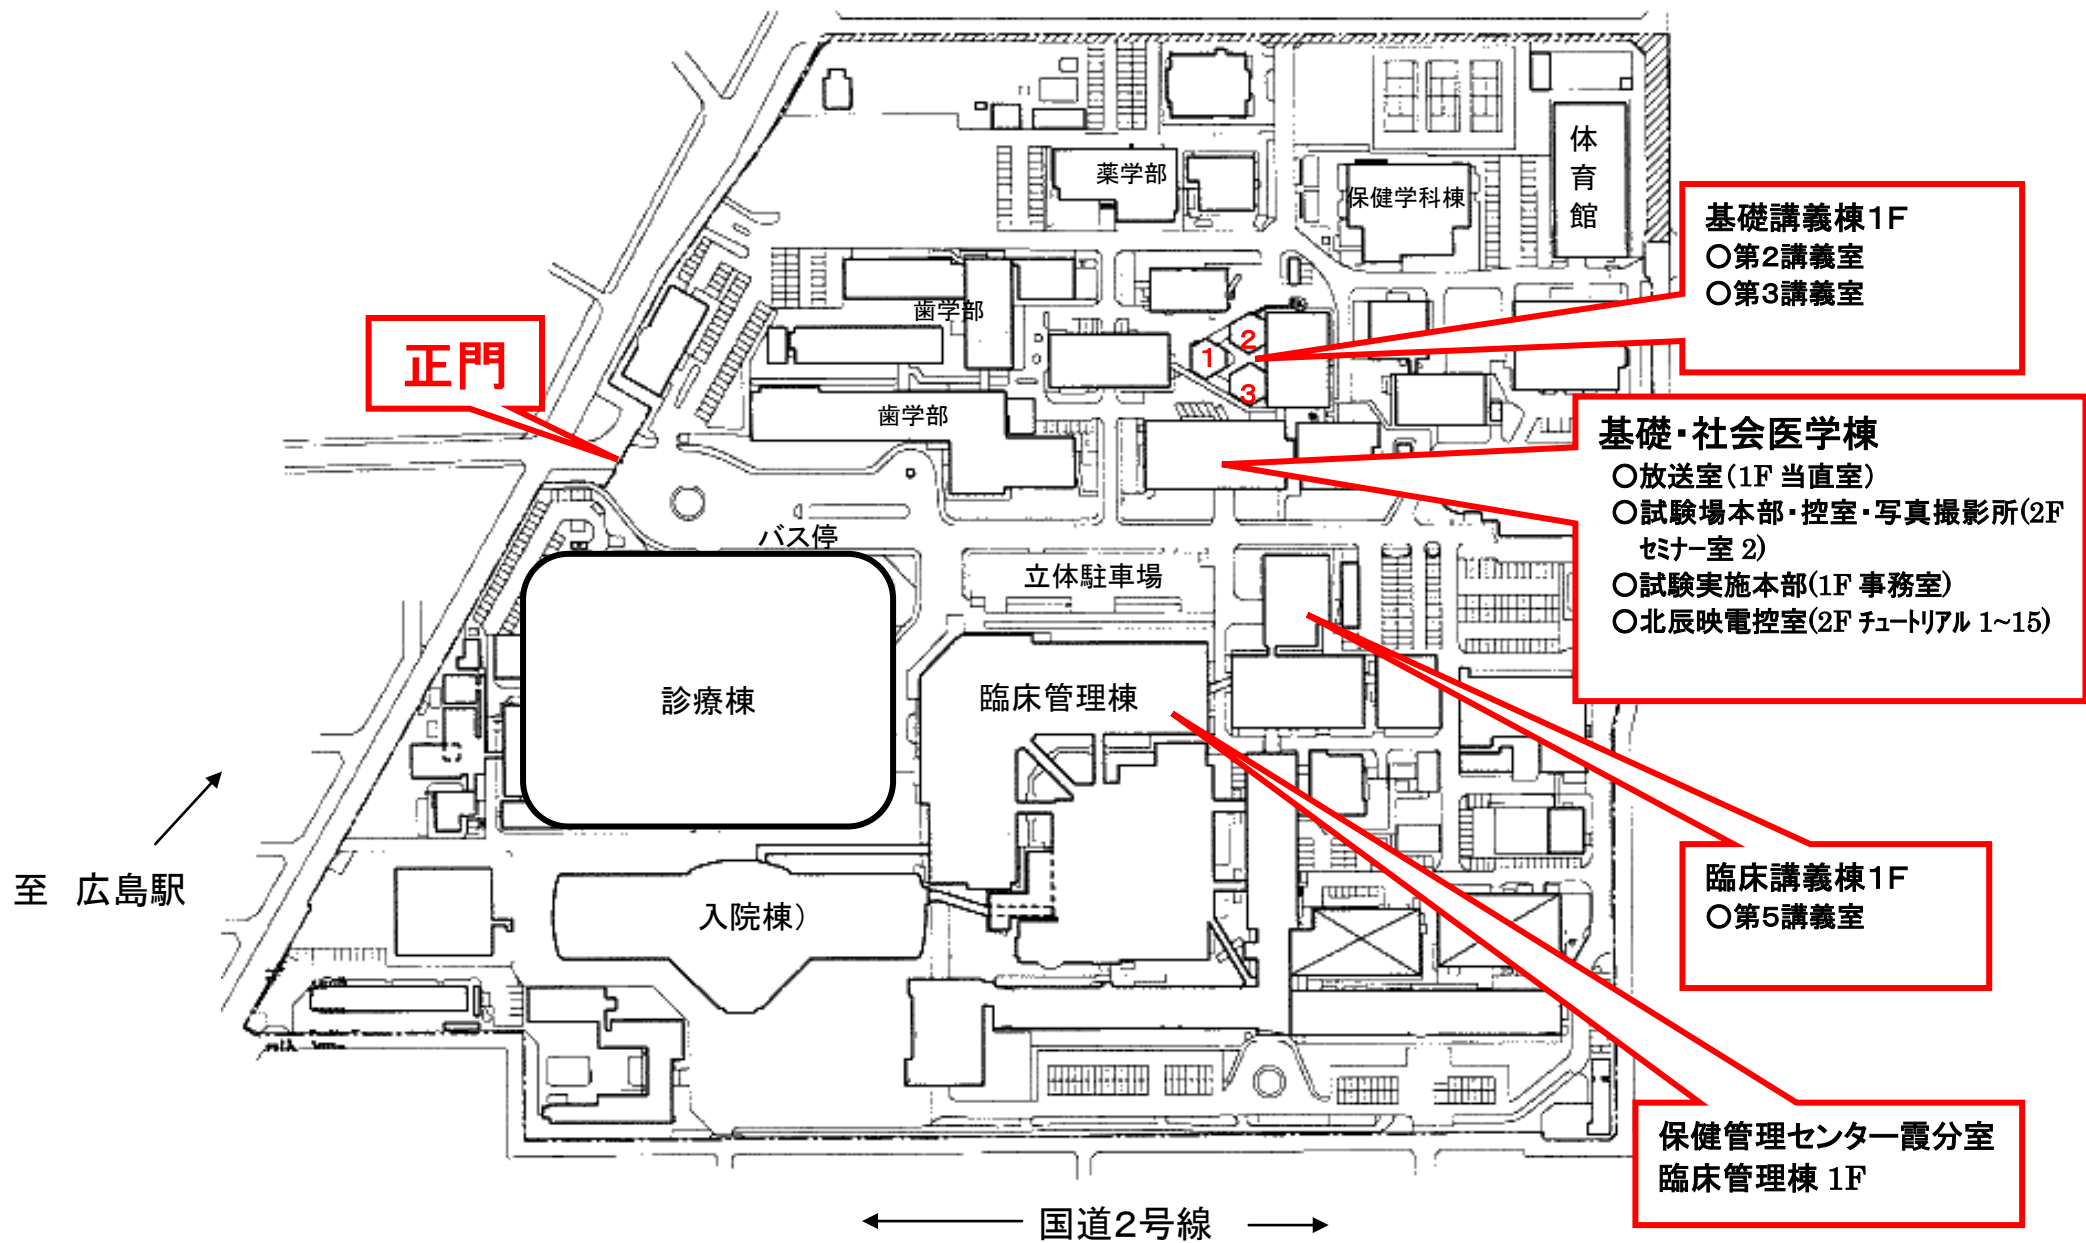 体
育
館
薬学部
保健学科棟
基礎講義棟1F
○第2講義室
○第3講義室
歯学部
正門
1
2
3
歯学部
基礎・社会医学棟
○放送室(1F 当直室)
○試験場本部・控室・写真撮影所(2F
セミナー室 2)
○試験実施本部(1F 事務室)
○北辰映電控室(2F チュートリアル 1~15)
バス停
立体駐車場
診療棟
臨床管理棟
至 広島駅
入院棟)
臨床講義棟1F
○第5講義室
保健管理センター霞分室
臨床管理棟 1F
国道2号線